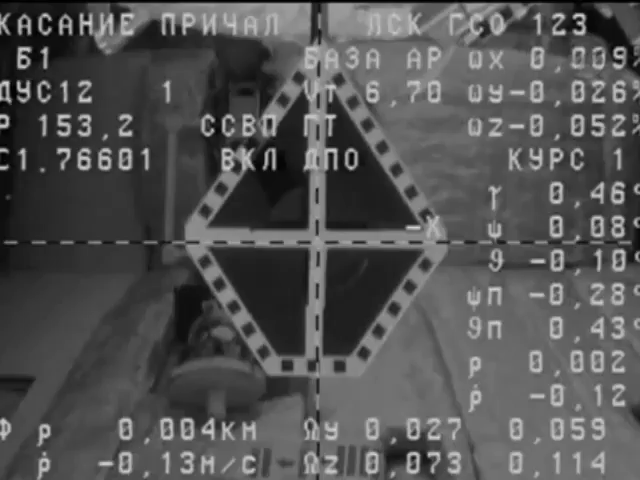 КАСАНИЕ ПРИЧАЛ ЛСК ГСО 123
Б1 БАЗА АР ωx 0,009°
ДУС12 1 Vт 6,70 ωy-0,026°
Р 153,2 ССВП ГТ ωz-0,052°
С1.76601 ВКЛ ДПО КУРС 1
γ 0,46°
-X ψ 0,08°
ϑ -0,10°
ψП -0,28°
ϑП 0,43°
ρ 0,002
ρ̇ -0,12
Ф ρ 0,004КМ Ωy 0,027 0,059
ρ̇ -0,13М/С Ωz 0,073 0,114